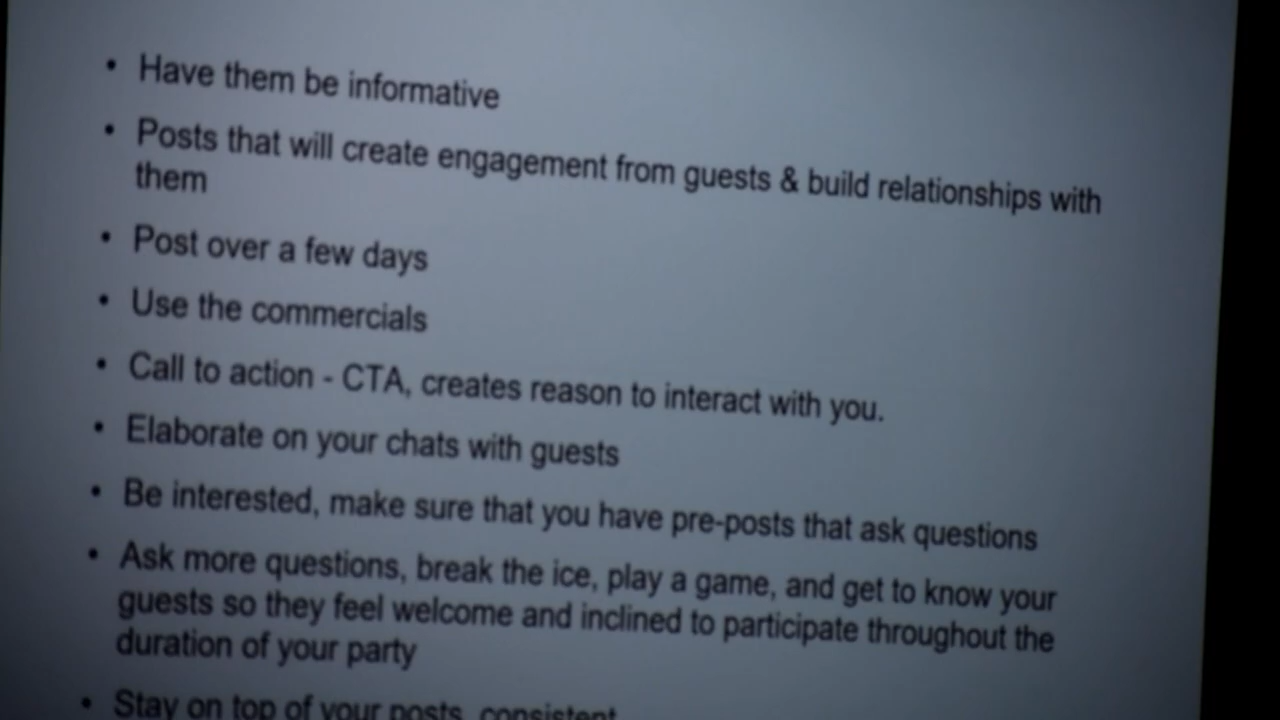 • Have them be informative
• Posts that will create engagement from guests & build relationships with
them
• Post over a few days
• Use the commercials
• Call to action - CTA, creates reason to interact with you.
• Elaborate on your chats with guests
• Be interested, make sure that you have pre-posts that ask questions
• Ask more questions, break the ice, play a game, and get to know your
guests so they feel welcome and inclined to participate throughout the
duration of your party
• Stay on top of your posts, consistent